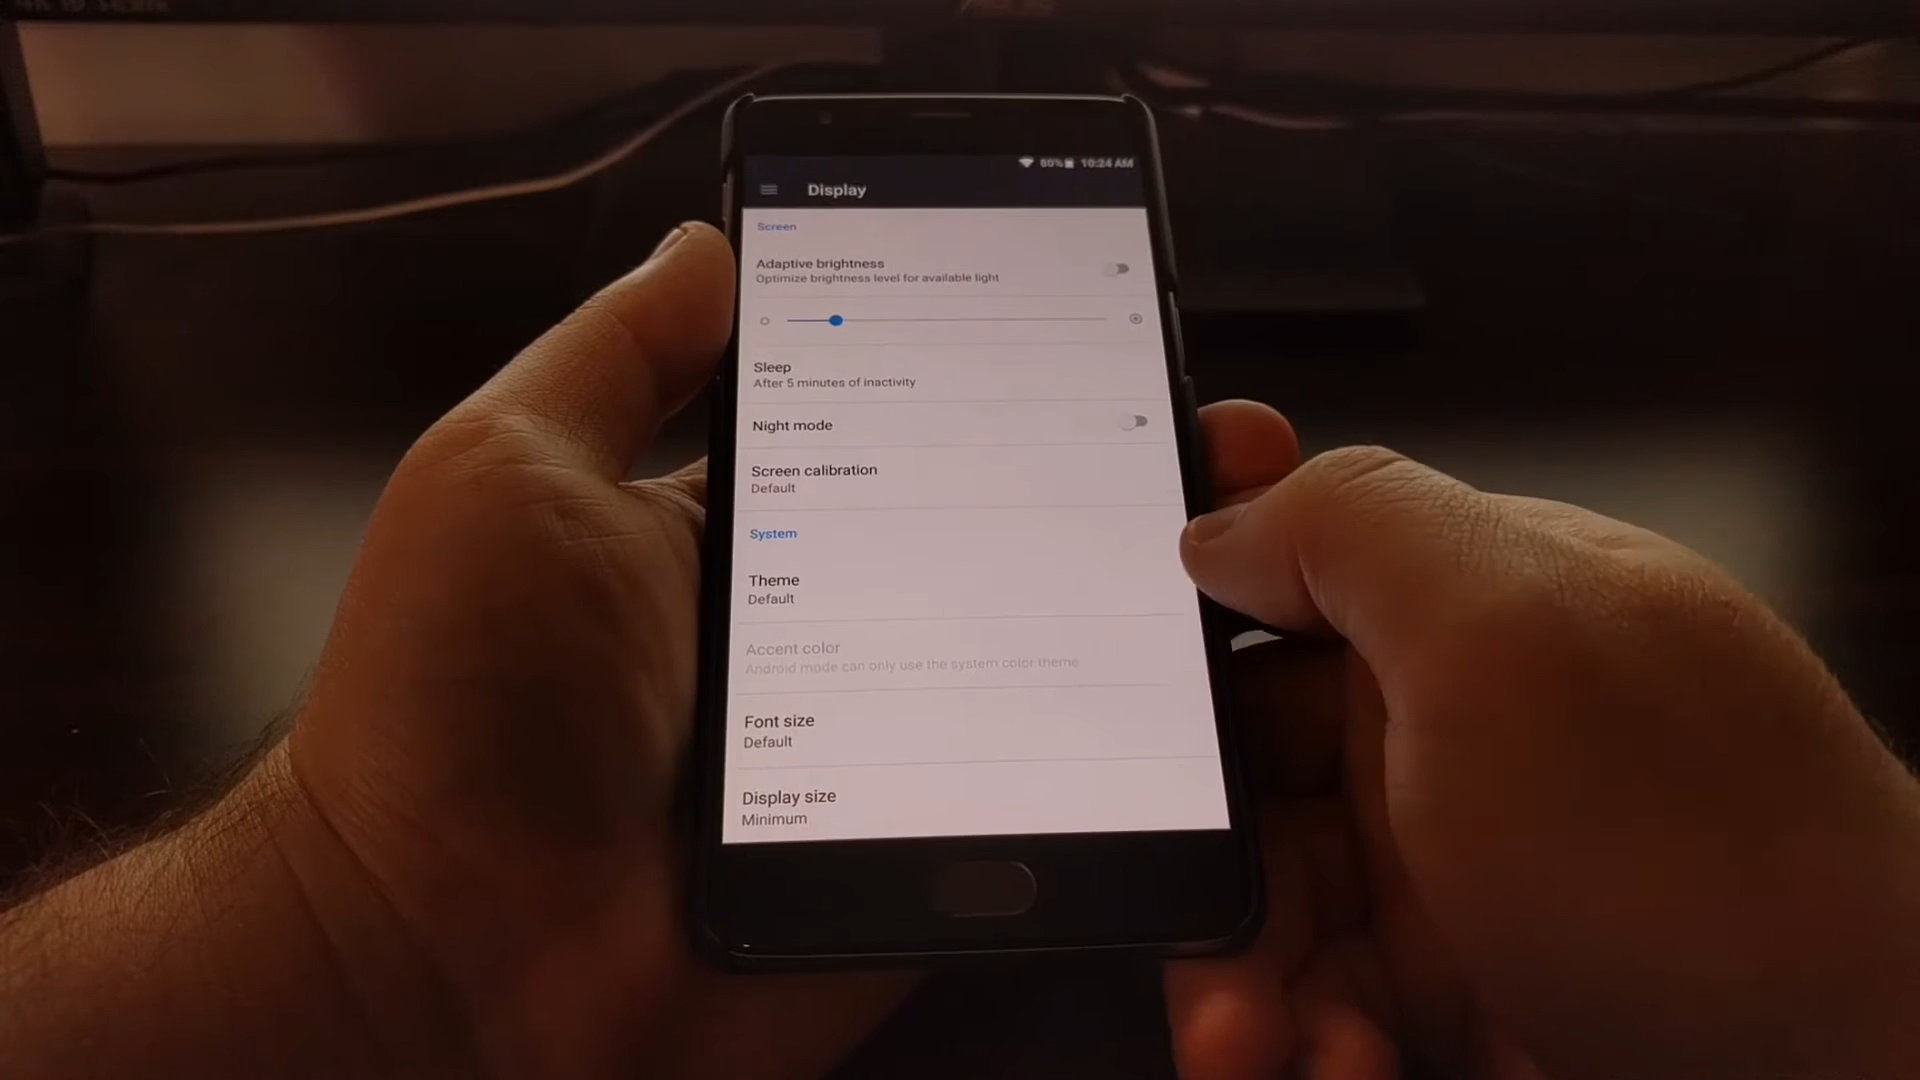 80% 10:24 AM
Display
Screen
Adaptive brightness
Optimize brightness level for available light
Sleep
After 5 minutes of inactivity
Night mode
Screen calibration
Default
System
Theme
Default
Accent color
Android mode can only use the system color theme
Font size
Default
Display size
Minimum